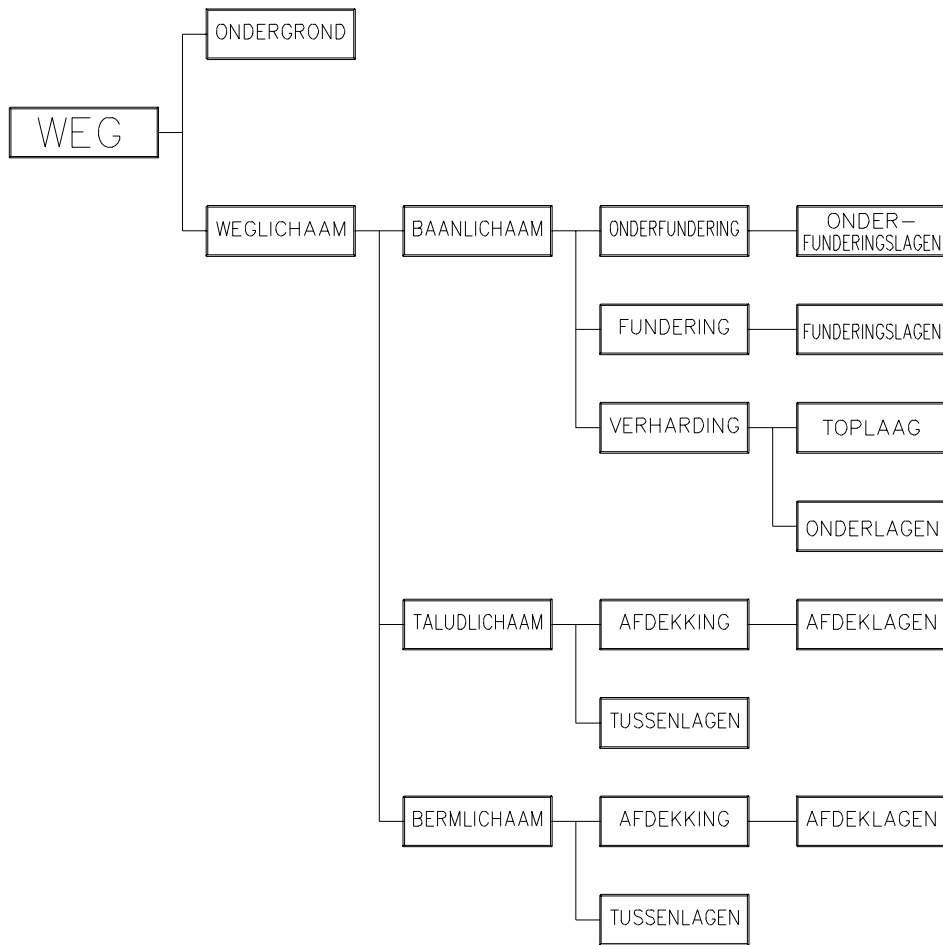 ONDERGROND
WEG
WEGLICHAAM
BAANLICHAAM
ONDERFUNDERING
ONDER-
FUNDERINGSLAGEN
FUNDERING
FUNDERINGSLAGEN
VERHARDING
TOPLAAG
ONDERLAGEN
TALUDLICHAAM
AFDEKKING
AFDEKLAGEN
TUSSENLAGEN
BERMLICHAAM
AFDEKKING
AFDEKLAGEN
TUSSENLAGEN